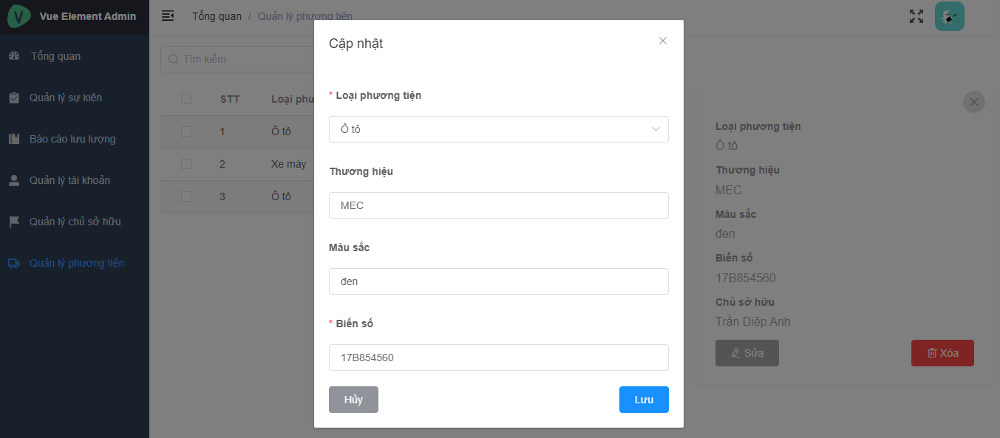 Vue Element Admin
Tổng quan / Quản lý phương tiện
Tổng quan
Quản lý sự kiện
Báo cáo lưu lượng
Quản lý tài khoản
Quản lý chủ sở hữu
Quản lý phương tiện
Tìm kiếm
STT Loại phư
1 Ô tô
2 Xe máy
3 Ô tô
Cập nhật
* Loại phương tiện
Ô tô
Thương hiệu
MEC
Màu sắc
đen
* Biển số
17B854560
Hủy Lưu
Loại phương tiện
Ô tô
Thương hiệu
MEC
Màu sắc
đen
Biển số
17B854560
Chủ sở hữu
Trần Diệp Anh
Sửa Xóa